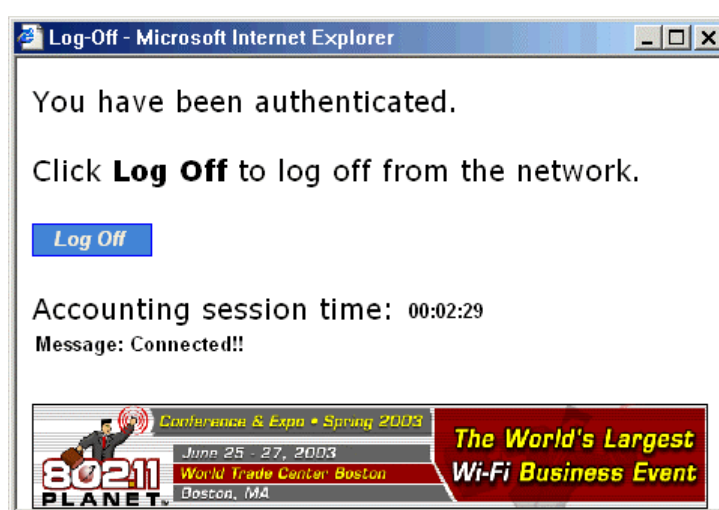 Log-Off - Microsoft Internet Explorer
You have been authenticated.
Click Log Off to log off from the network.
Log Off
Accounting session time: 00:02:29
Message: Connected!!
Conference & Expo • Spring 2003
June 25 - 27, 2003
World Trade Center Boston
Boston, MA
802.11
PLANET
The World's Largest
Wi-Fi Business Event